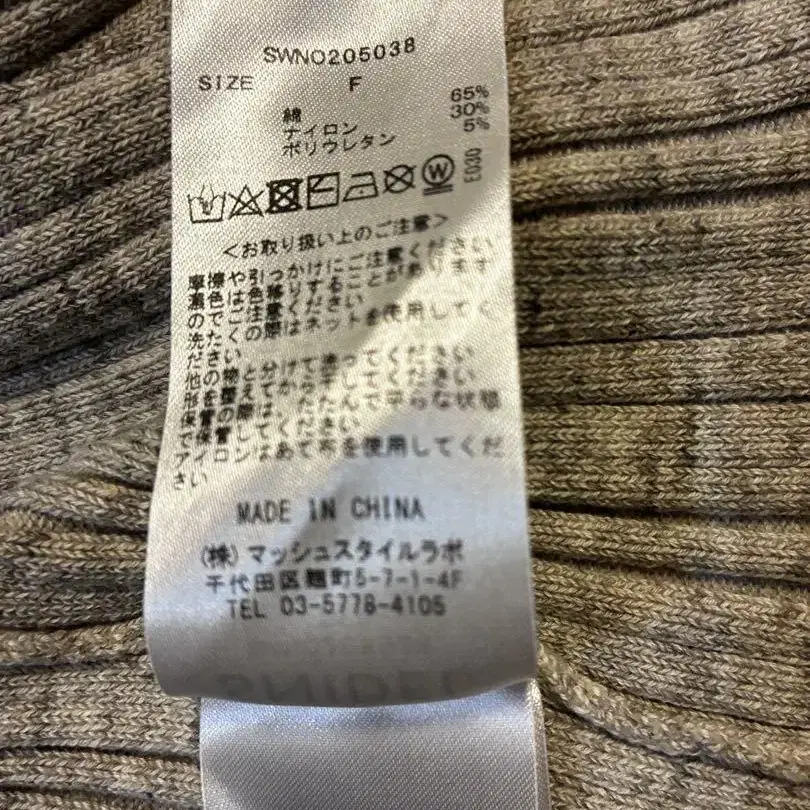 SWNO205038
SIZE F
綿 65%
ナイロン 30%
ポリウレタン 5%
W
E030
<お取り扱い上のご注意>
摩擦や引っかけにご注意ください
濃色は色移りすることがあります
のでご注意ください
洗たくの際はネットを使用してく
ださい
他の物と分けて洗ってください
形を整えてから干してください
保管の際はたたんで平らな状態
で保管してください
アイロンはあて布を使用してくだ
さい
MADE IN CHINA
(株)マッシュスタイルラボ
千代田区麹町5-7-1-4F
TEL 03-5778-4105